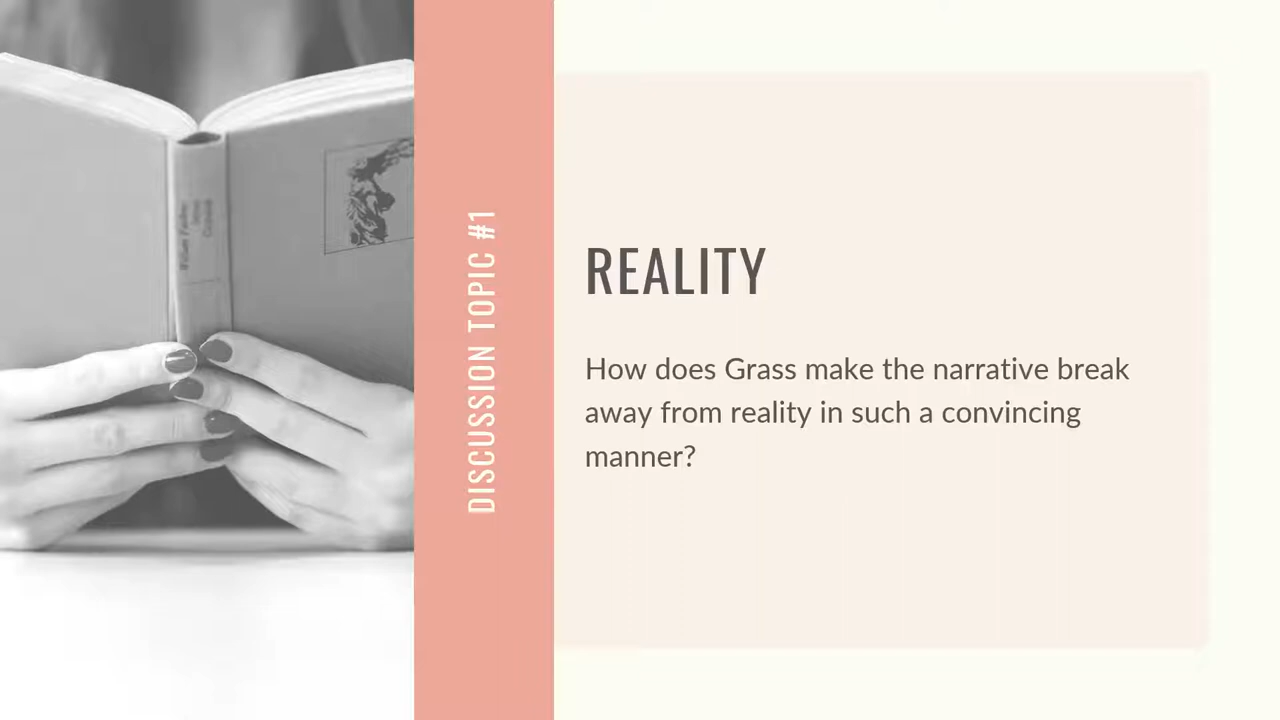 DISCUSSION TOPIC #1
REALITY
How does Grass make the narrative break
away from reality in such a convincing
manner?